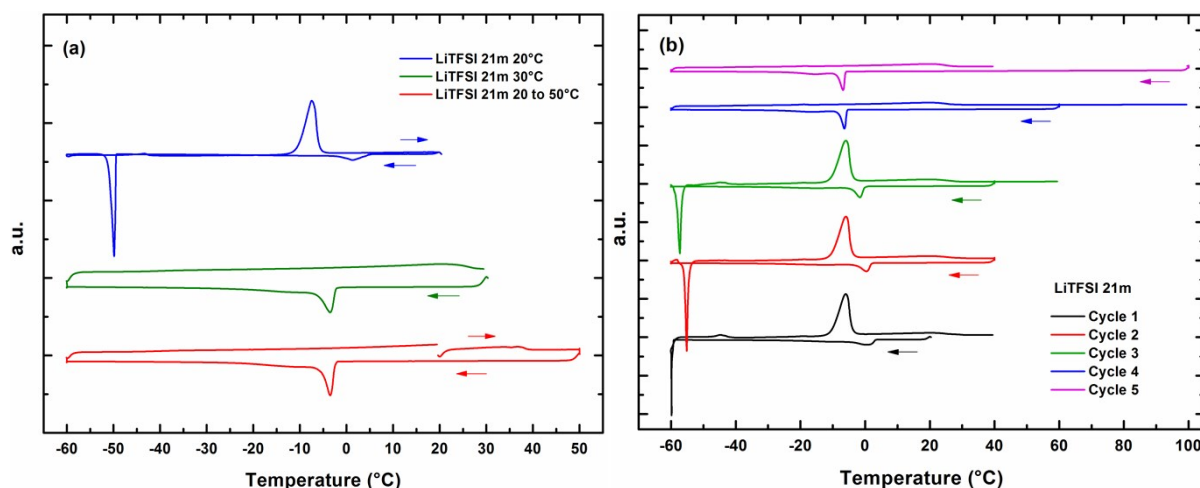 (a)
LiTFSI 21m 20°C
LiTFSI 21m 30°C
LiTFSI 21m 20 to 50°C
a.u.
-60 -50 -40 -30 -20 -10 0 10 20 30 40 50
Temperature (°C)
(b)
LiTFSI 21m
Cycle 1
Cycle 2
Cycle 3
Cycle 4
Cycle 5
a.u.
-60 -40 -20 0 20 40 60 80 100
Temperature (°C)